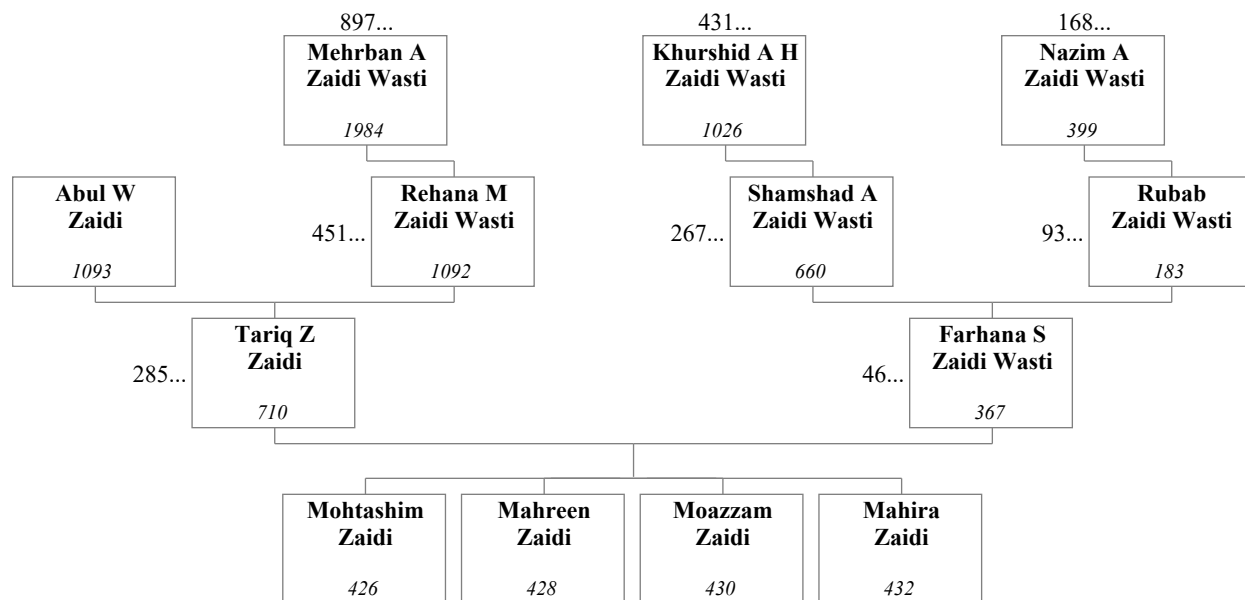 897...
431...
168...
Mehrban A
Zaidi Wasti
1984
Khurshid A H
Zaidi Wasti
1026
Nazim A
Zaidi Wasti
399
Abul W
Zaidi
1093
451...
Rehana M
Zaidi Wasti
1092
267...
Shamshad A
Zaidi Wasti
660
93...
Rubab
Zaidi Wasti
183
285...
Tariq Z
Zaidi
710
46...
Farhana S
Zaidi Wasti
367
Mohtashim
Zaidi
426
Mahreen
Zaidi
428
Moazzam
Zaidi
430
Mahira
Zaidi
432